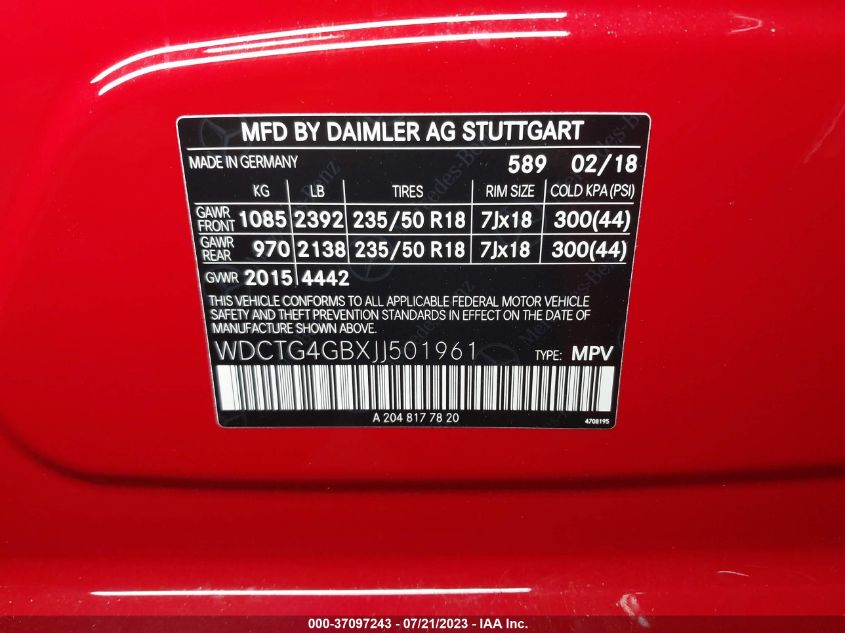 MFD BY DAIMLER AG STUTTGART
MADE IN GERMANY 589 02/18
KG LB TIRES RIM SIZE COLD KPA (PSI)
GAWR FRONT 1085 2392 235/50 R18 7Jx18 300(44)
GAWR REAR 970 2138 235/50 R18 7Jx18 300(44)
GVWR 2015 4442
THIS VEHICLE CONFORMS TO ALL APPLICABLE FEDERAL MOTOR VEHICLE
SAFETY AND THEFT PREVENTION STANDARDS IN EFFECT ON THE DATE OF
MANUFACTURE SHOWN ABOVE.
WDCTG4GBXJJ501961 TYPE: MPV
A 204 817 78 20
4708195
Mercedes-Benz
000-37097243 / 07/21/2023 / IAA Inc.